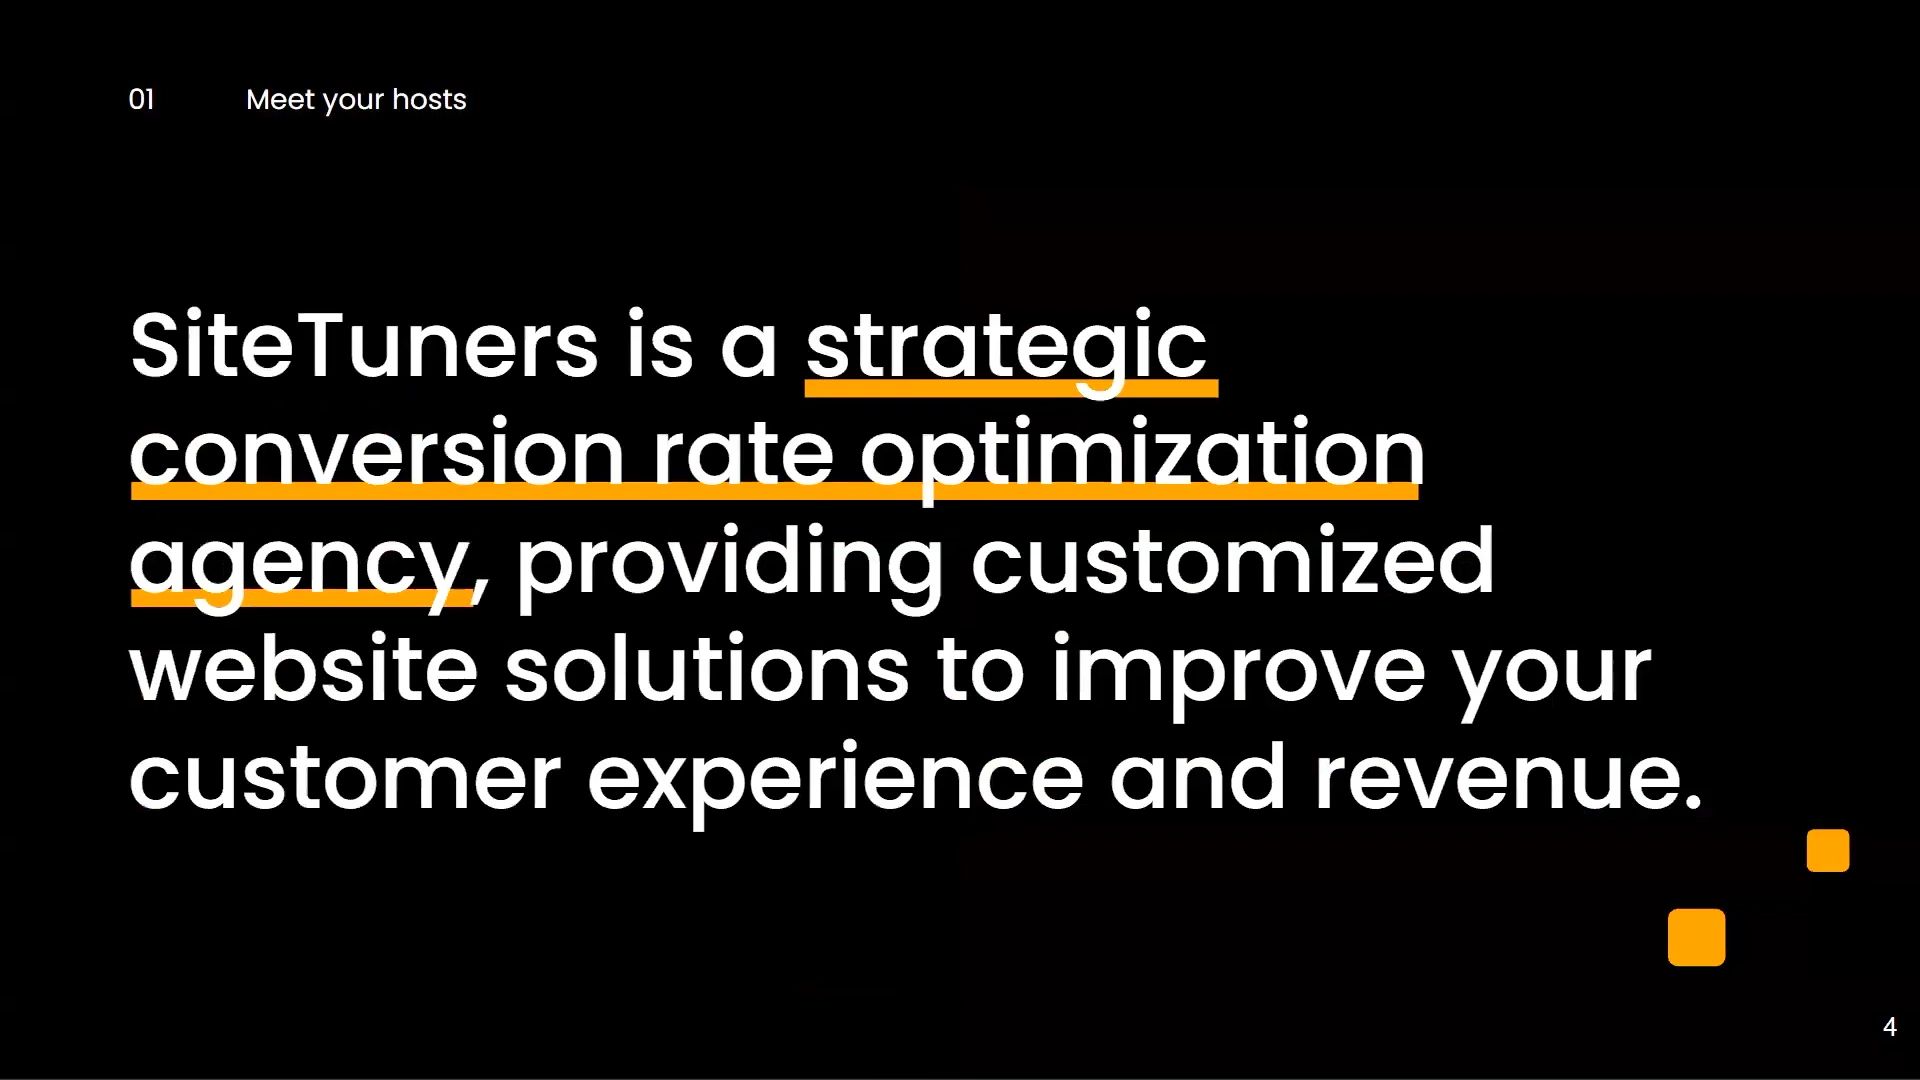 01 Meet your hosts
SiteTuners is a strategic
conversion rate optimization
agency, providing customized
website solutions to improve your
customer experience and revenue.
4